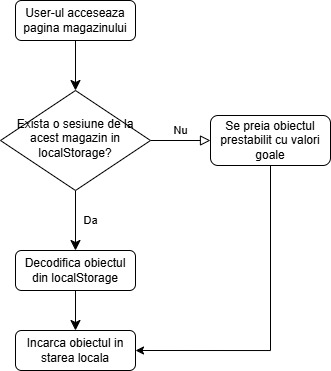 User-ul acceseaza
pagina magazinului
Exista o sesiune de la
acest magazin in
localStorage?
Nu
Se preia obiectul
prestabilit cu valori
goale
Da
Decodifica obiectul
din localStorage
Incarca obiectul in
starea locala